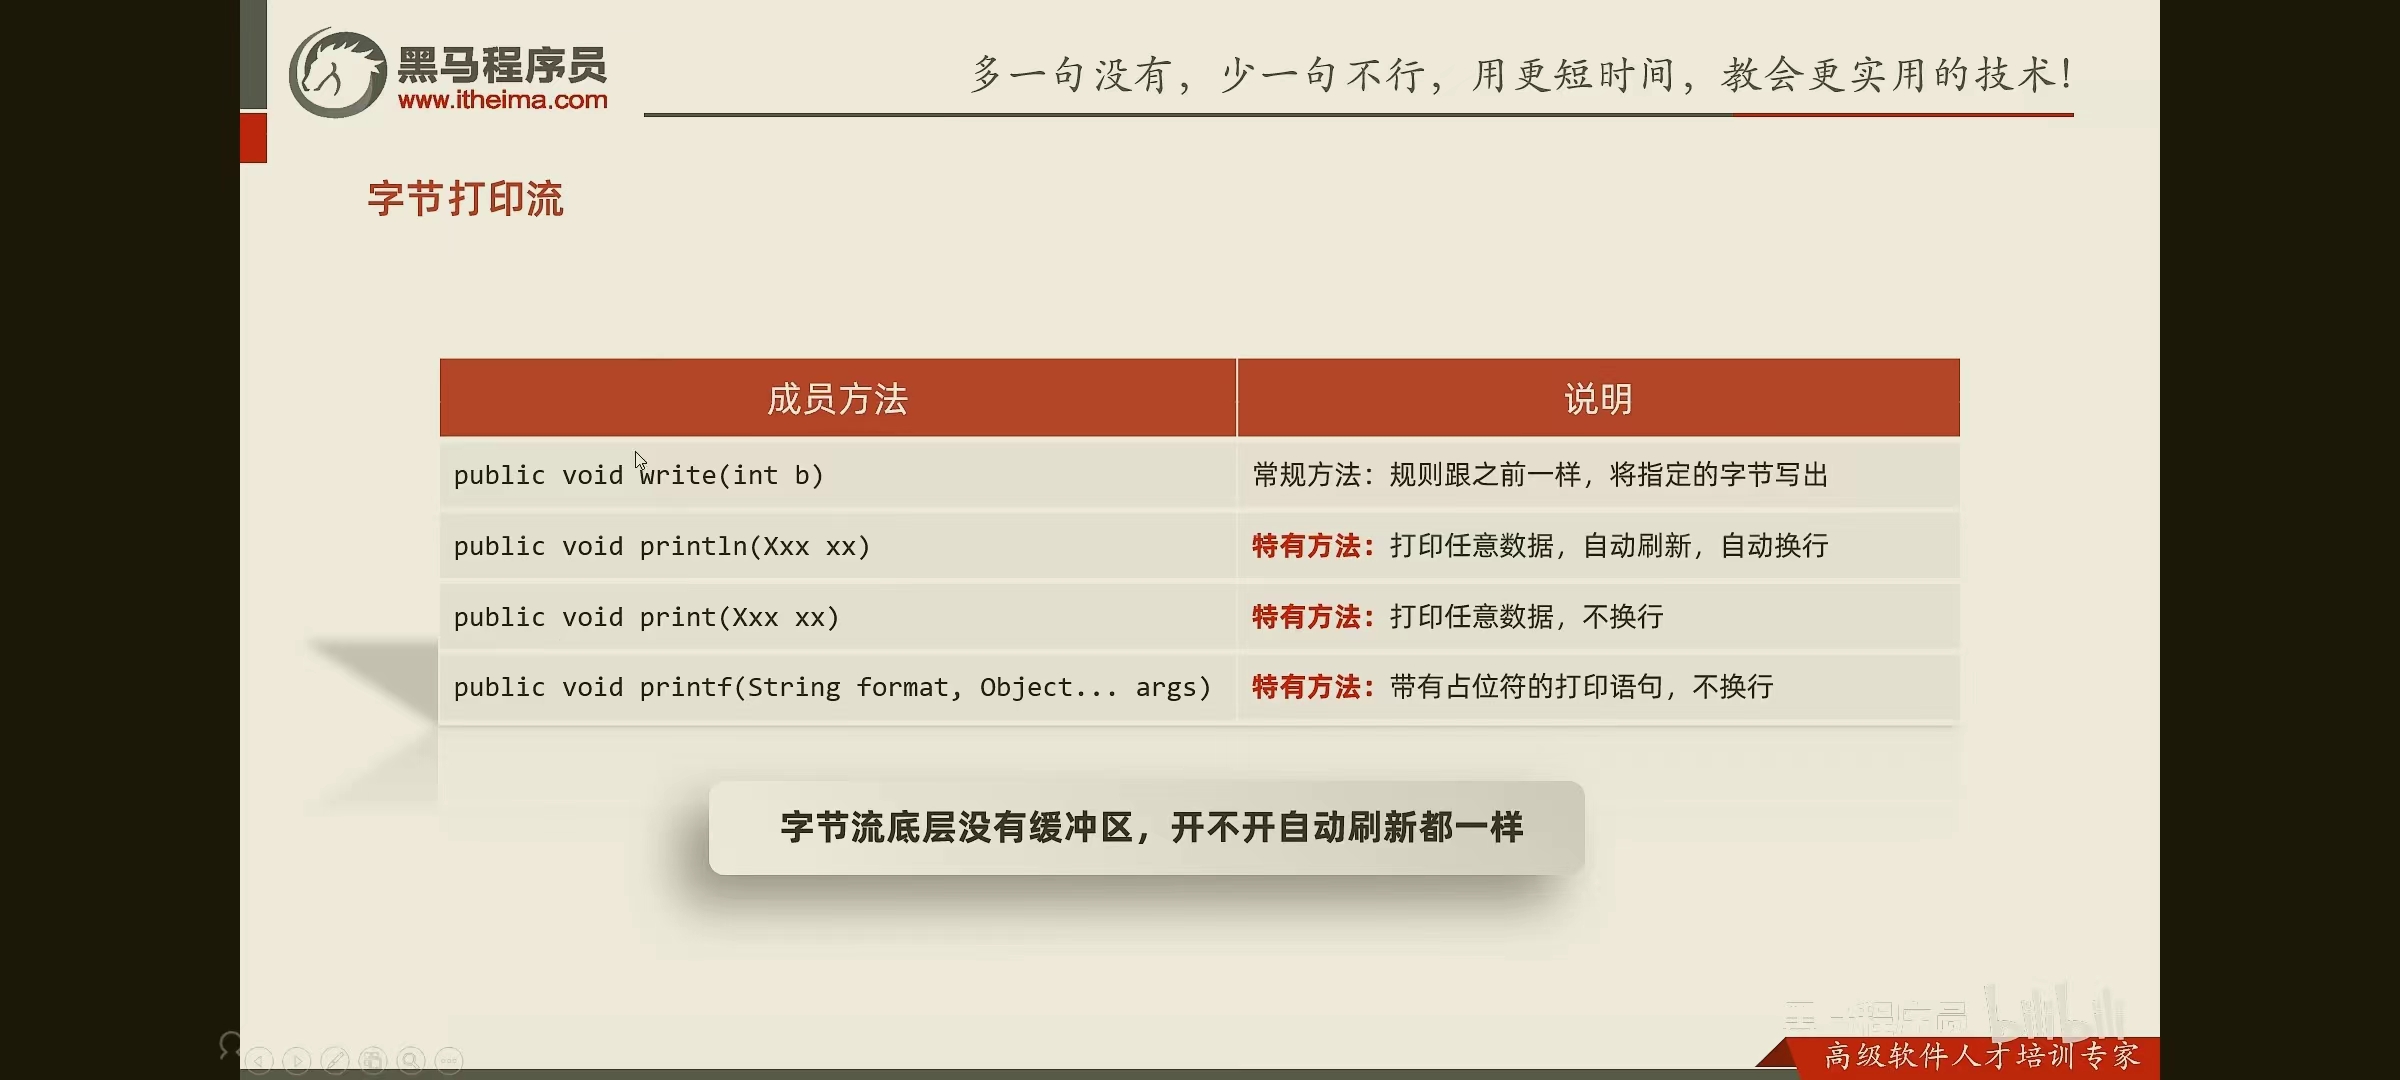 黑马程序员
www.itheima.com
多一句没有，少一句不行，用更短时间，教会更实用的技术！
字节打印流
成员方法 说明
public void write(int b) 常规方法：规则跟之前一样，将指定的字节写出
public void println(Xxx xx) 特有方法：打印任意数据，自动刷新，自动换行
public void print(Xxx xx) 特有方法：打印任意数据，不换行
public void printf(String format, Object... args) 特有方法：带有占位符的打印语句，不换行
字节流底层没有缓冲区，开不开自动刷新都一样
黑马程序员 bilibili
高级软件人才培训专家